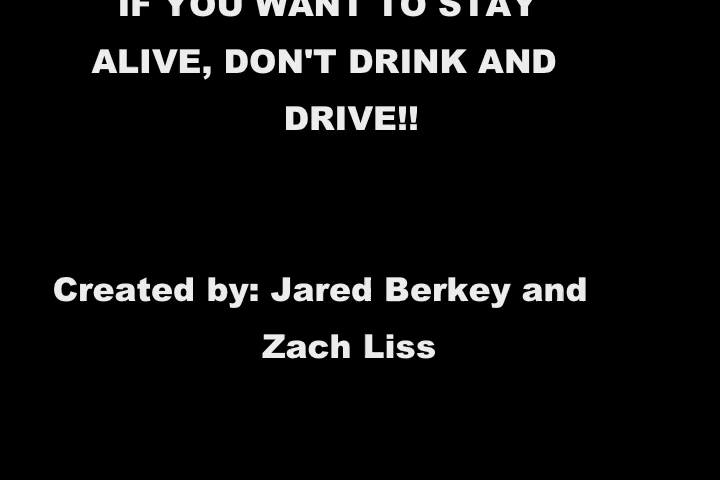 IF YOU WANT TO STAY
ALIVE, DON'T DRINK AND
DRIVE!!
Created by: Jared Berkey and
Zach Liss